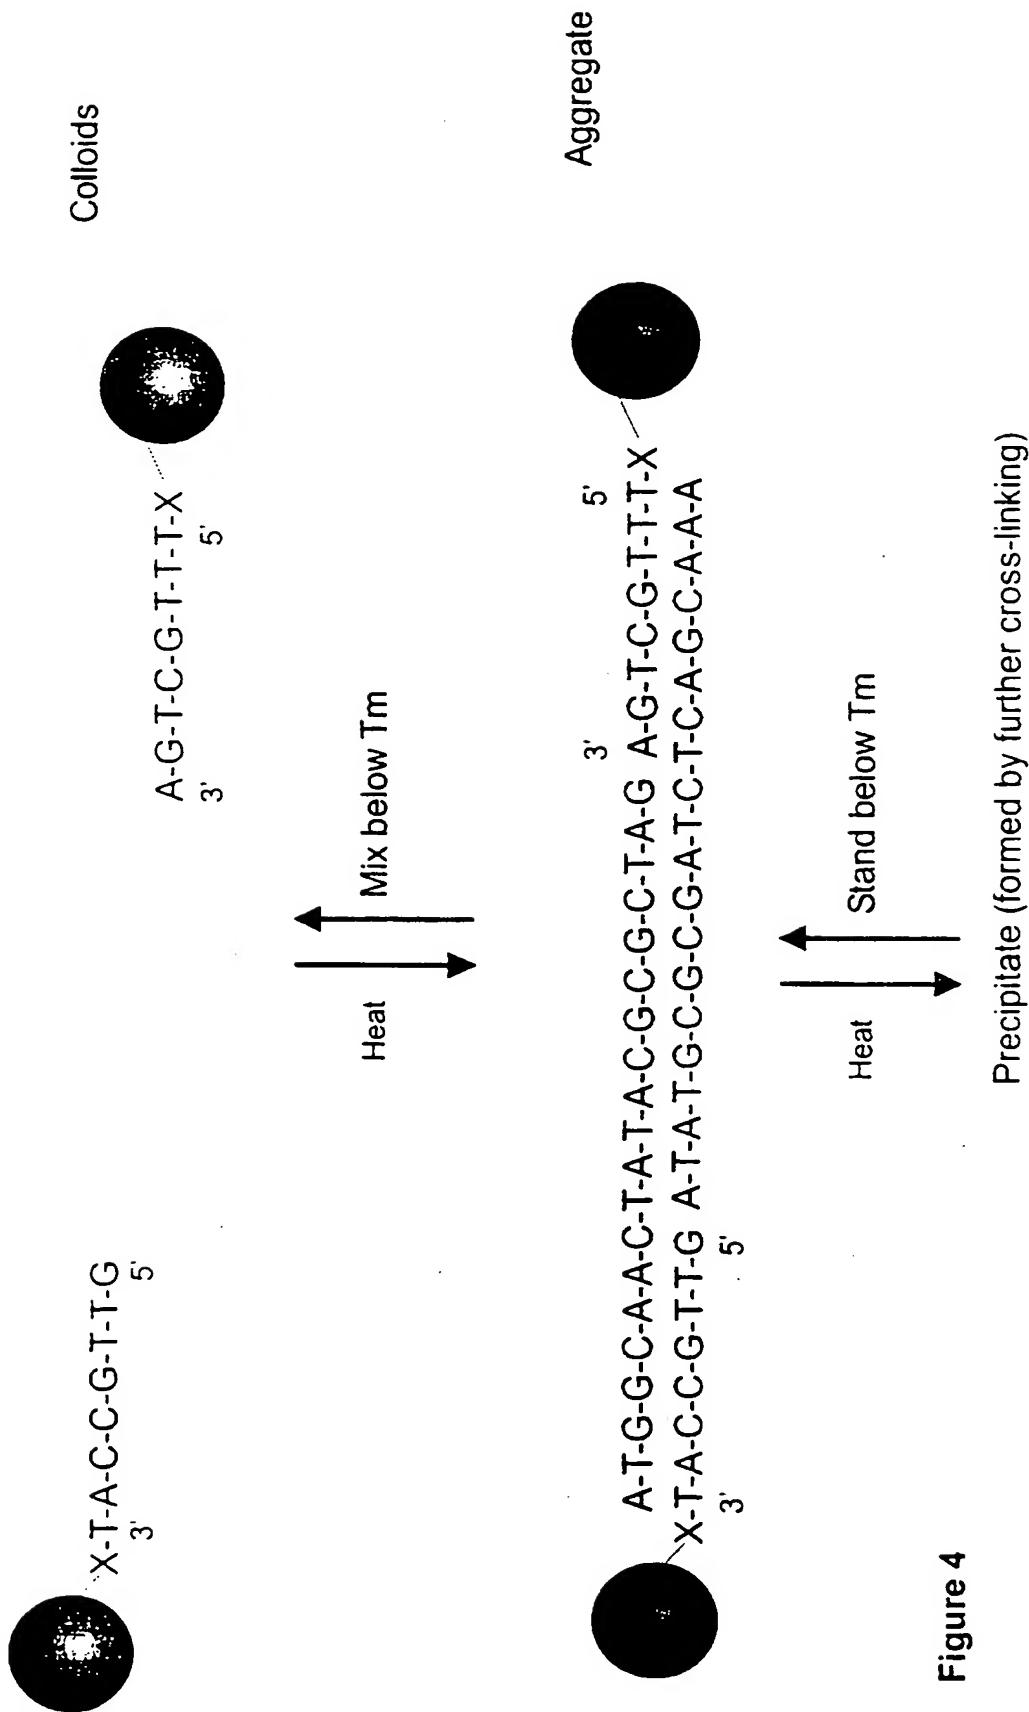 Colloids
X-T-A-C-C-G-T-T-G
3' 5'
A-G-T-C-G-T-T-T-X
3' 5'
Heat
Mix below Tm
Aggregate
3' 5'
A-T-G-G-C-A-A-C-T-A-T-A-C-G-C-G-C-T-A-G A-G-T-C-G-T-T-T-X
X-T-A-C-C-G-T-T-G A-T-A-T-G-C-G-C-G-A-T-C-T-C-A-G-C-A-A-A
3' 5'
Heat
Stand below Tm
Precipitate (formed by further cross-linking)
Figure 4